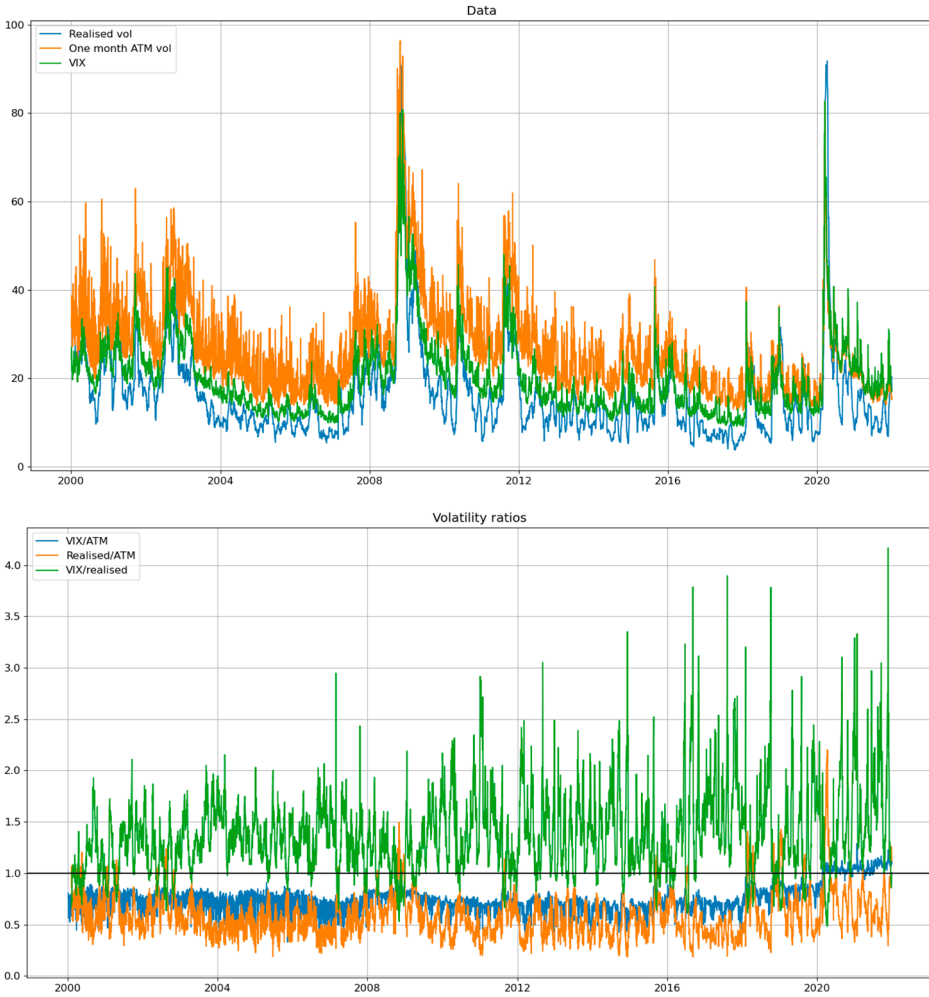 Data
100
80
60
40
20
0
Realised vol
One month ATM vol
VIX
2000 2004 2008 2012 2016 2020
Volatility ratios
4.0
3.5
3.0
2.5
2.0
1.5
1.0
0.5
0.0
VIX/ATM
Realised/ATM
VIX/realised
2000 2004 2008 2012 2016 2020